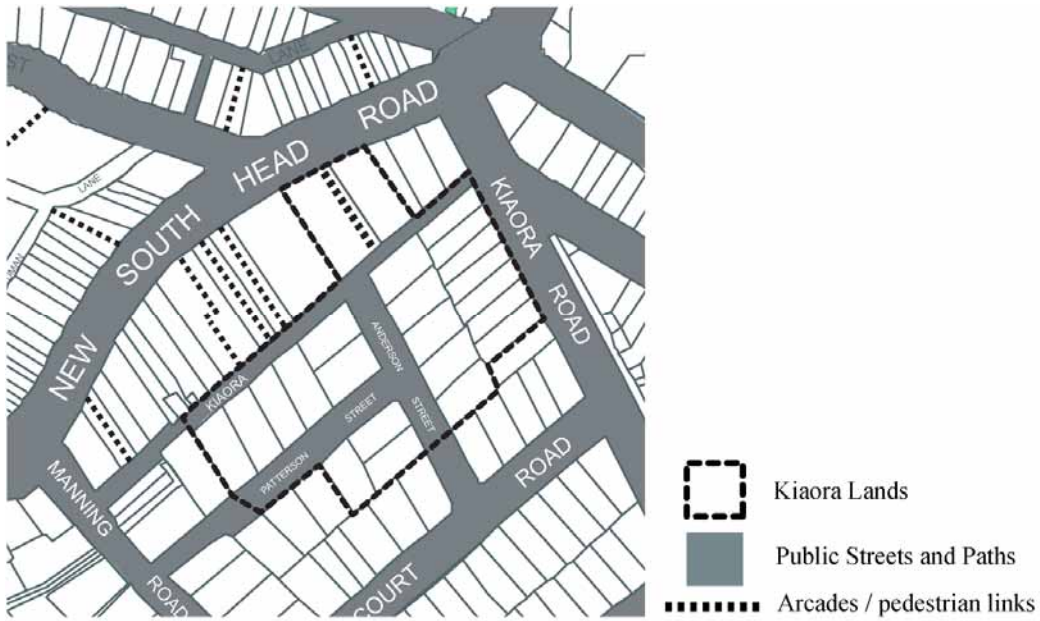 ST
LANE
NEW SOUTH HEAD ROAD
LANE
KIAORA ROAD
ANDERSON STREET
KIAORA
PATTERSON STREET
MANNING ROAD
COURT ROAD
Kiaora Lands
Public Streets and Paths
Arcades / pedestrian links